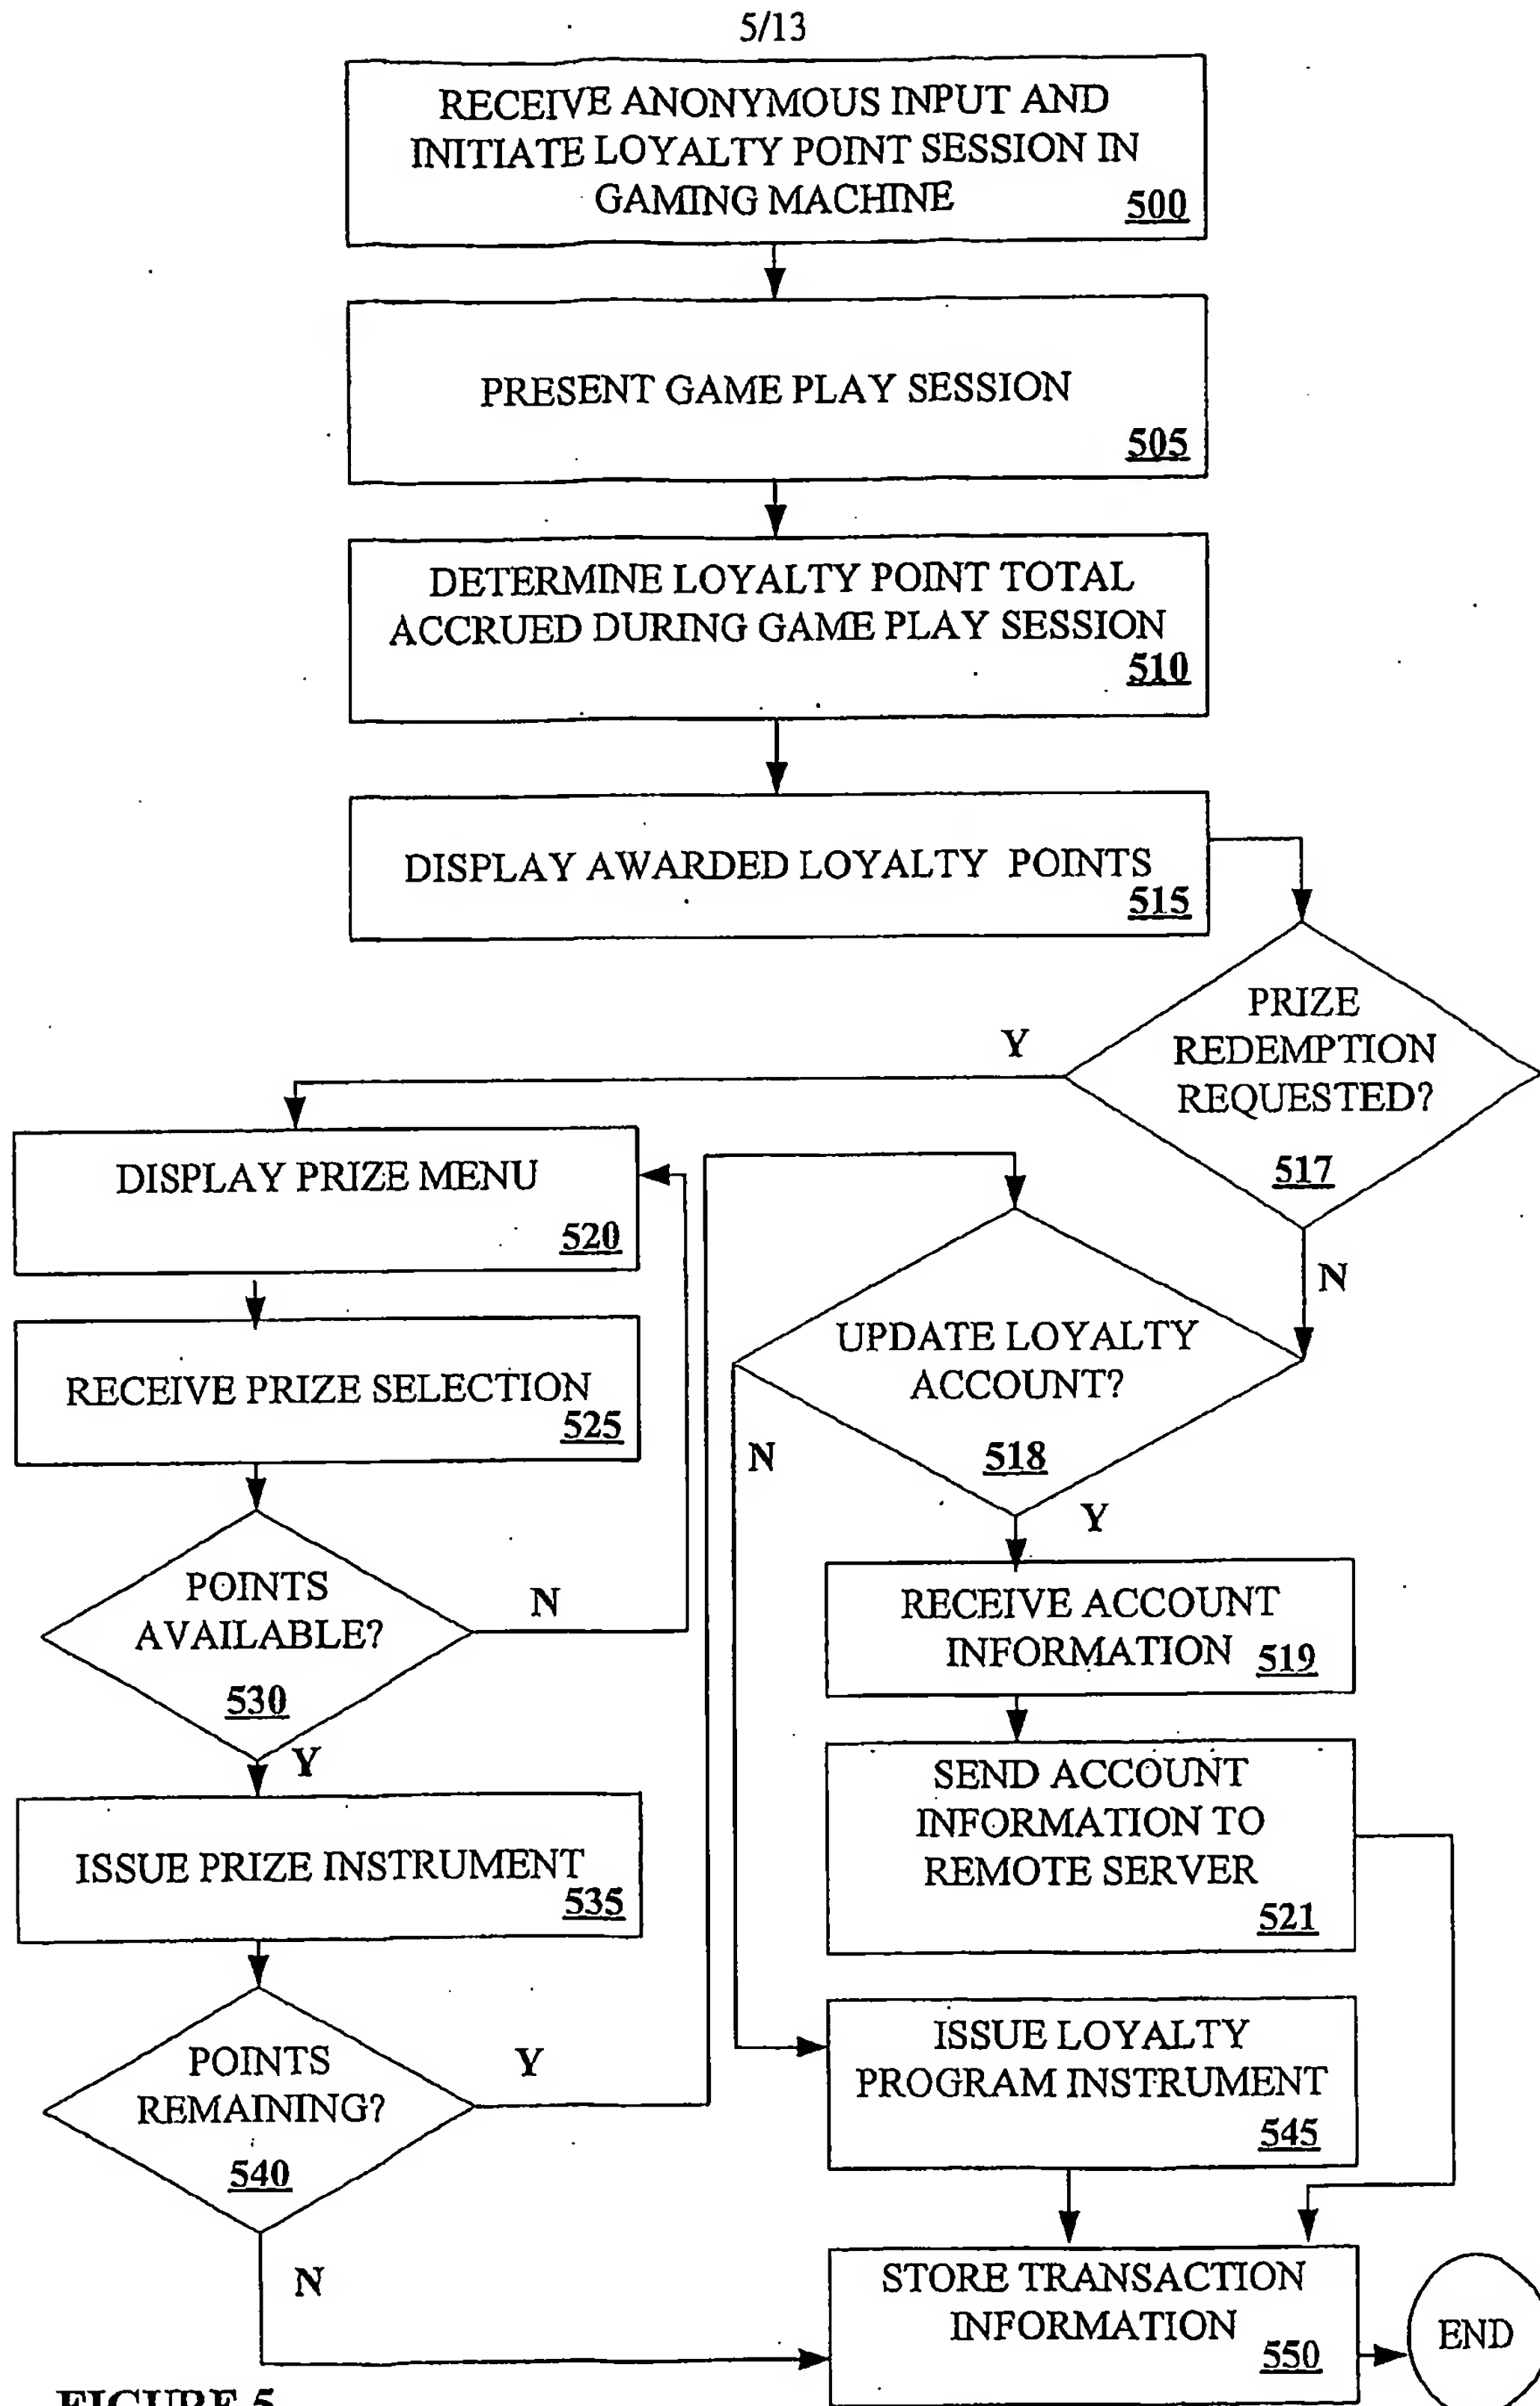 5/13
RECEIVE ANONYMOUS INPUT AND
INITIATE LOYALTY POINT SESSION IN
GAMING MACHINE 500
PRESENT GAME PLAY SESSION
505
DETERMINE LOYALTY POINT TOTAL
ACCRUED DURING GAME PLAY SESSION
510
DISPLAY AWARDED LOYALTY POINTS
515
PRIZE
REDEMPTION
REQUESTED?
517
Y
N
DISPLAY PRIZE MENU
520
RECEIVE PRIZE SELECTION
525
POINTS
AVAILABLE?
530
N
Y
ISSUE PRIZE INSTRUMENT
535
POINTS
REMAINING?
540
Y
N
UPDATE LOYALTY
ACCOUNT?
518
N
Y
RECEIVE ACCOUNT
INFORMATION 519
SEND ACCOUNT
INFORMATION TO
REMOTE SERVER
521
ISSUE LOYALTY
PROGRAM INSTRUMENT
545
STORE TRANSACTION
INFORMATION
550
END
FIGURE 5